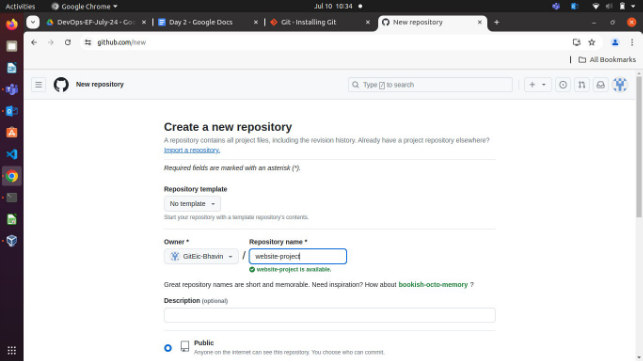 Activities
Google Chrome
Jul 10 10:34
DevOps-EF-July-24 - Goo
Day 2 - Google Docs
Git - Installing Git
New repository
github.com/new
All Bookmarks
New repository
Type / to search
Create a new repository
A repository contains all project files, including the revision history. Already have a project repository elsewhere?
Import a repository.
Required fields are marked with an asterisk (*).
Repository template
No template
Start your repository with a template repository's contents.
Owner * Repository name *
GitEic-Bhavin / website-project
website-project is available.
Great repository names are short and memorable. Need inspiration? How about bookish-octo-memory ?
Description (optional)
Public
Anyone on the internet can see this repository. You choose who can commit.